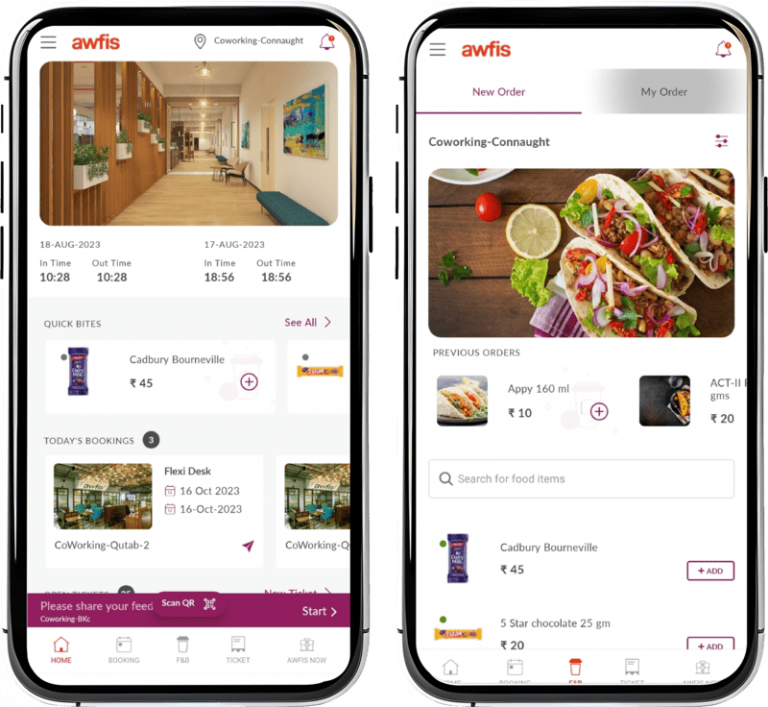 awfis
Coworking-Connaught
18-AUG-2023
17-AUG-2023
In Time
Out Time
In Time
Out Time
10:28
10:28
18:56
18:56
QUICK BITES
See All
Cadbury Bourneville
₹ 45
TODAY'S BOOKINGS
3
Flexi Desk
16 Oct 2023
16-Oct-2023
CoWorking-Qutab-2
CoWorking-Q
New Ticket
Please share your feed
Coworking-BKc
Scan QR
Start
HOME
BOOKING
F&B
TICKET
AWFIS NOW
awfis
New Order
My Order
Coworking-Connaught
PREVIOUS ORDERS
Appy 160 ml
₹ 10
ACT-II
gms
₹ 20
Search for food items
Cadbury Bourneville
₹ 45
+ ADD
5 Star chocolate 25 gm
₹ 20
+ ADD